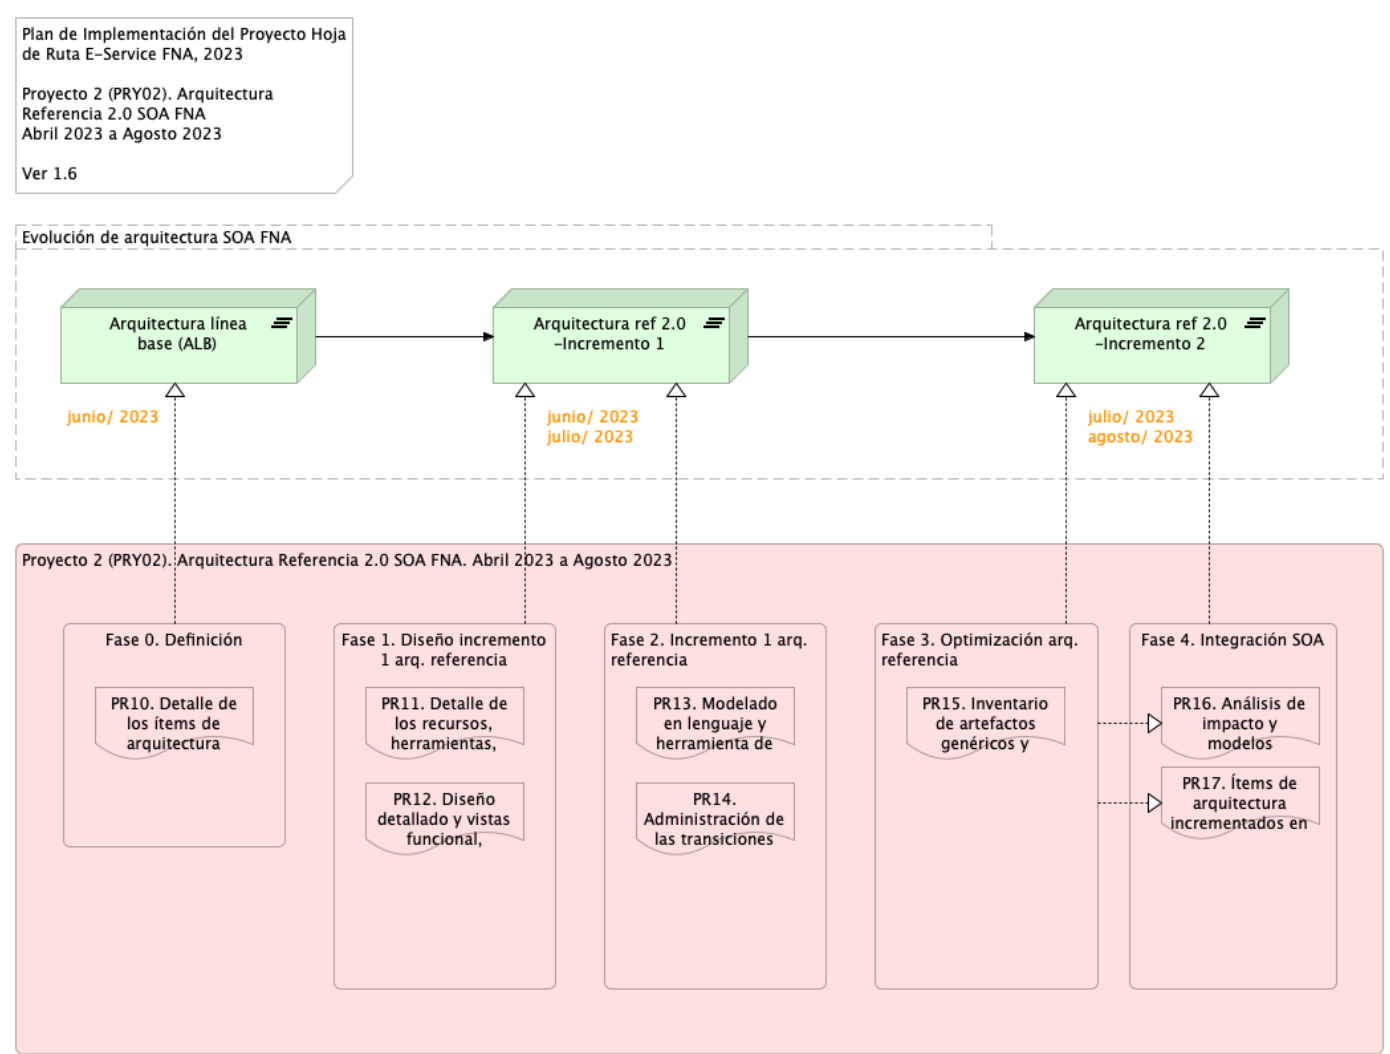 Plan de Implementación del Proyecto Hoja
de Ruta E-Service FNA, 2023
Proyecto 2 (PRY02). Arquitectura
Referencia 2.0 SOA FNA
Abril 2023 a Agosto 2023
Ver 1.6
Evolución de arquitectura SOA FNA
Arquitectura línea
base (ALB)
Arquitectura ref 2.0
-Incremento 1
Arquitectura ref 2.0
-Incremento 2
junio/ 2023
junio/ 2023
julio/ 2023
julio/ 2023
agosto/ 2023
Proyecto 2 (PRY02). Arquitectura Referencia 2.0 SOA FNA. Abril 2023 a Agosto 2023
Fase 0. Definición
PR10. Detalle de
los ítems de
arquitectura
Fase 1. Diseño incremento
1 arq. referencia
PR11. Detalle de
los recursos,
herramientas,
PR12. Diseño
detallado y vistas
funcional,
Fase 2. Incremento 1 arq.
referencia
PR13. Modelado
en lenguaje y
herramienta de
PR14.
Administración de
las transiciones
Fase 3. Optimización arq.
referencia
PR15. Inventario
de artefactos
genéricos y
Fase 4. Integración SOA
PR16. Análisis de
impacto y
modelos
PR17. Ítems de
arquitectura
incrementados en